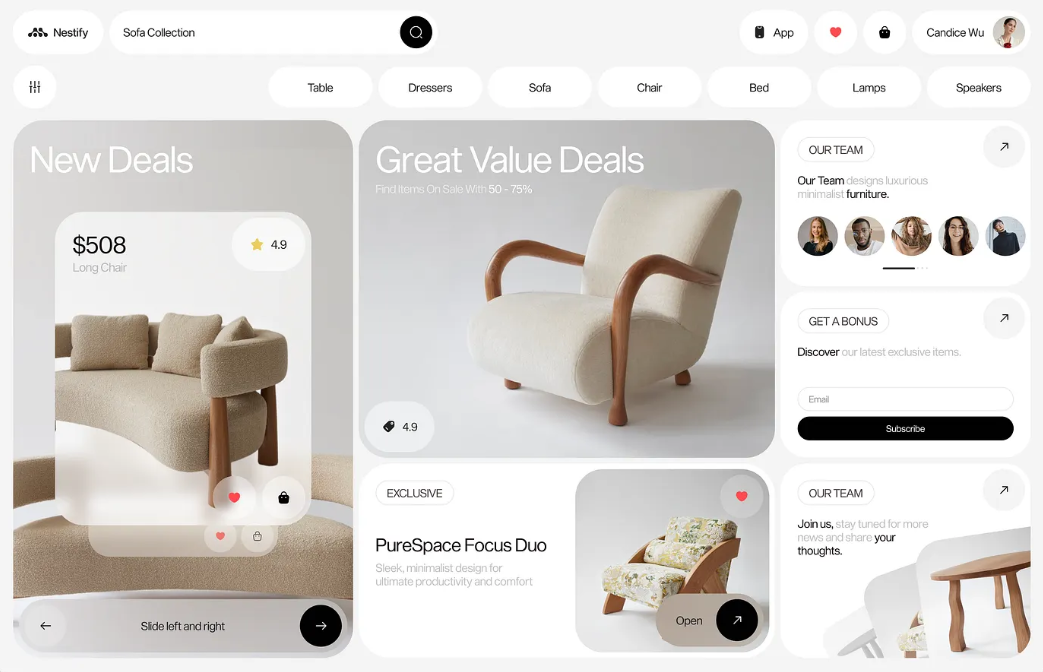 Nestify
Sofa Collection
App
Candice Wu
Table
Dressers
Sofa
Chair
Bed
Lamps
Speakers
New Deals
$508
Long Chair
4.9
Slide left and right
Great Value Deals
Find Items On Sale With 50 - 75%
4.9
EXCLUSIVE
PureSpace Focus Duo
Sleek, minimalist design for
ultimate productivity and comfort
Open
OUR TEAM
Our Team designs luxurious
minimalist furniture.
GET A BONUS
Discover our latest exclusive items.
Email
Subscribe
OUR TEAM
Join us, stay tuned for more
news and share your
thoughts.